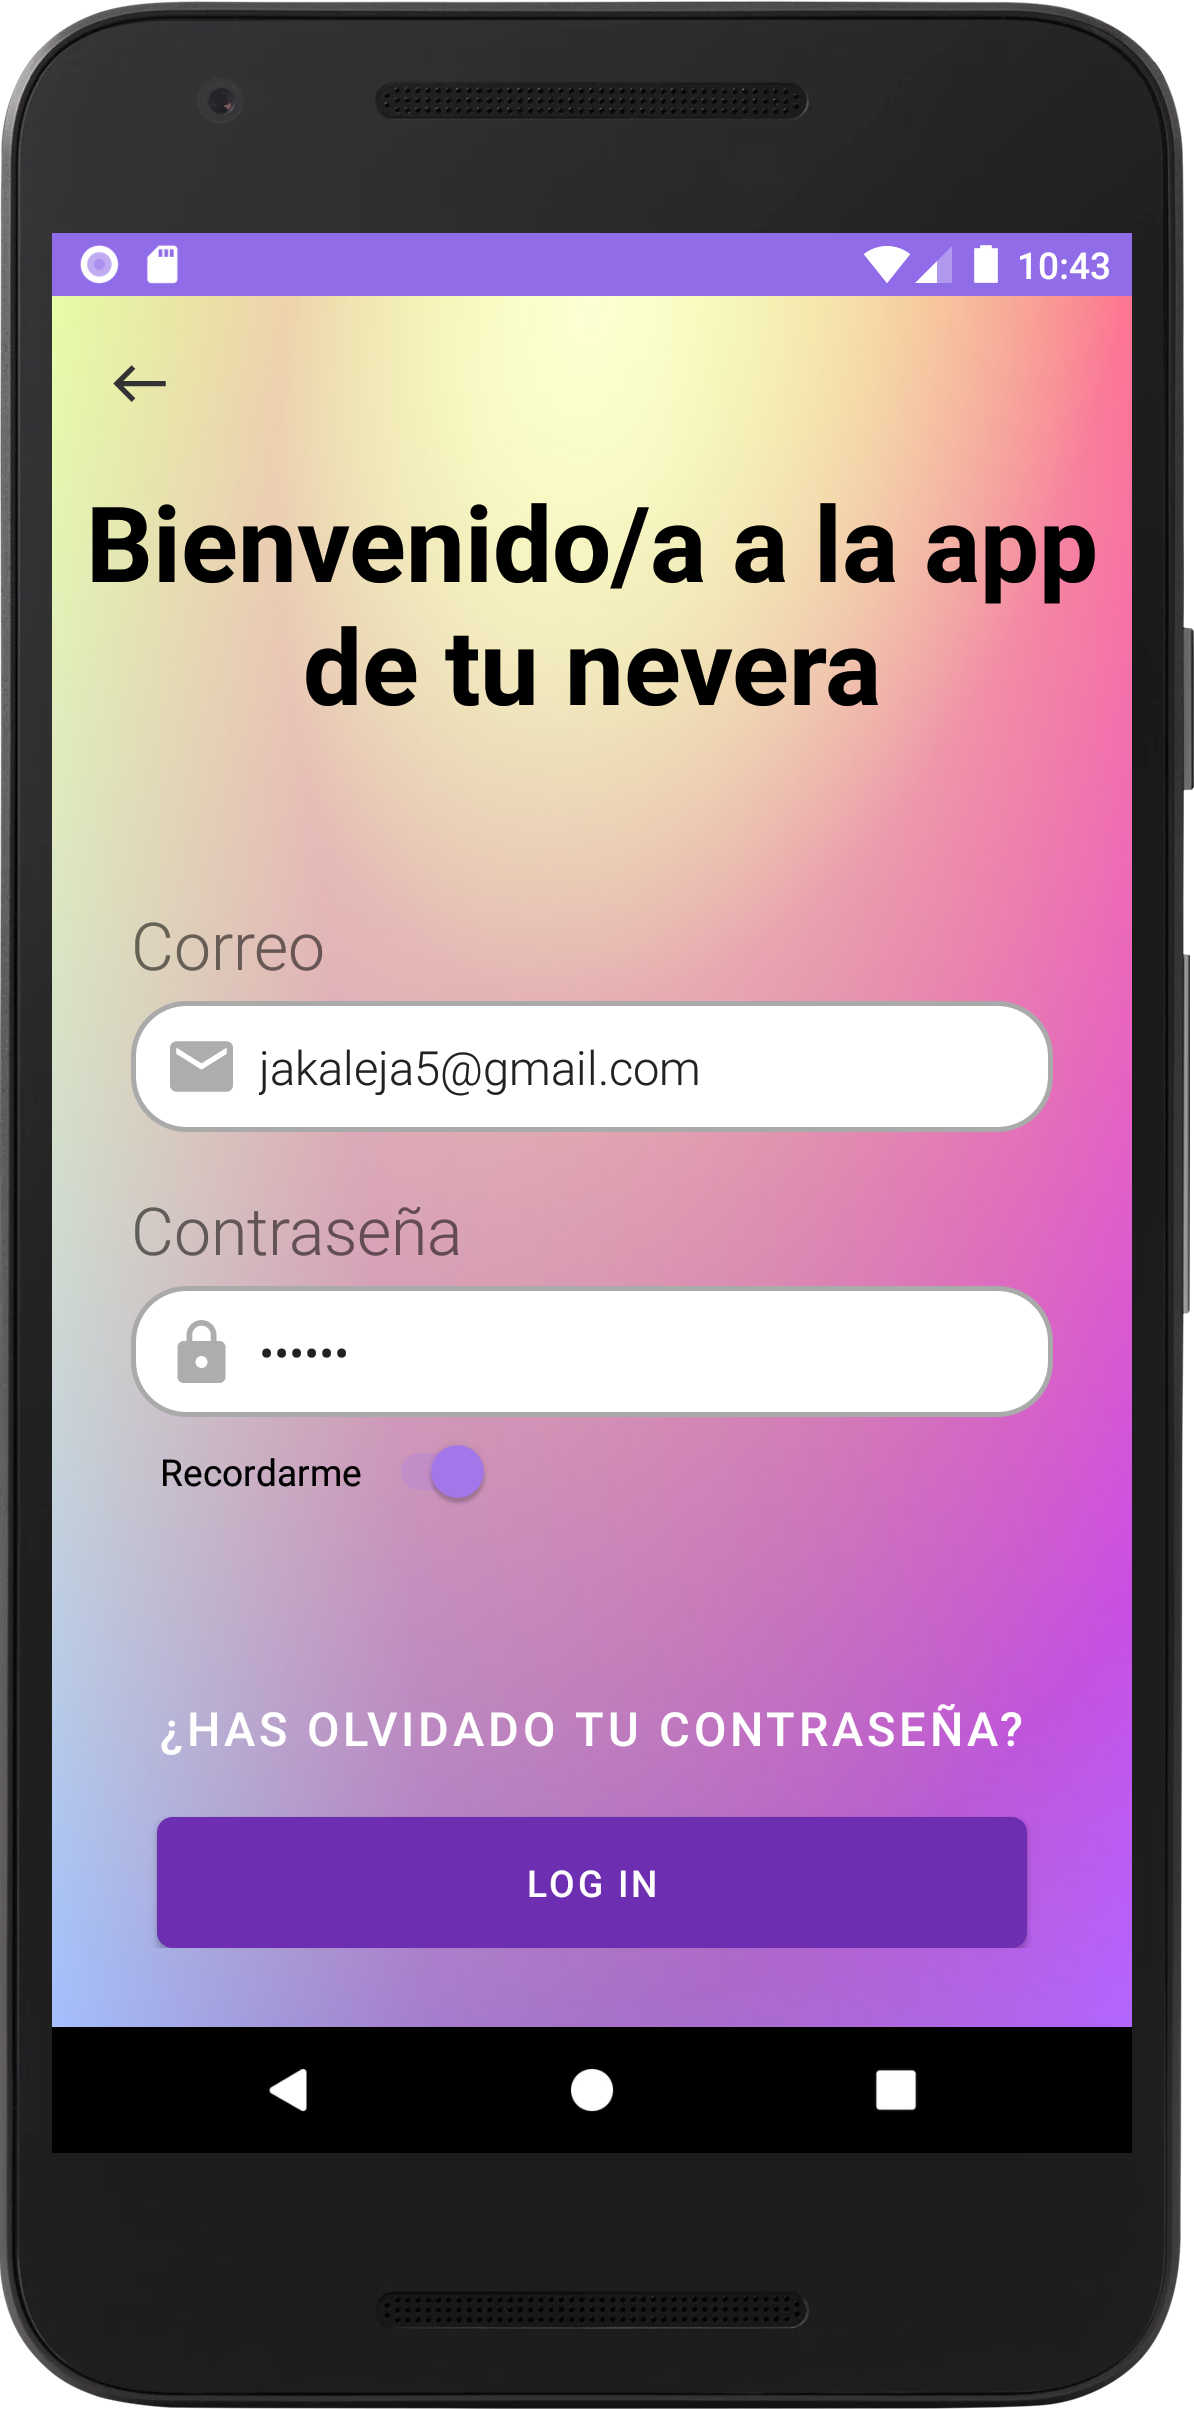 10:43
Bienvenido/a a la app
de tu nevera
Correo
jakaleja5@gmail.com
Contraseña
••••••
Recordarme
¿HAS OLVIDADO TU CONTRASEÑA?
LOG IN